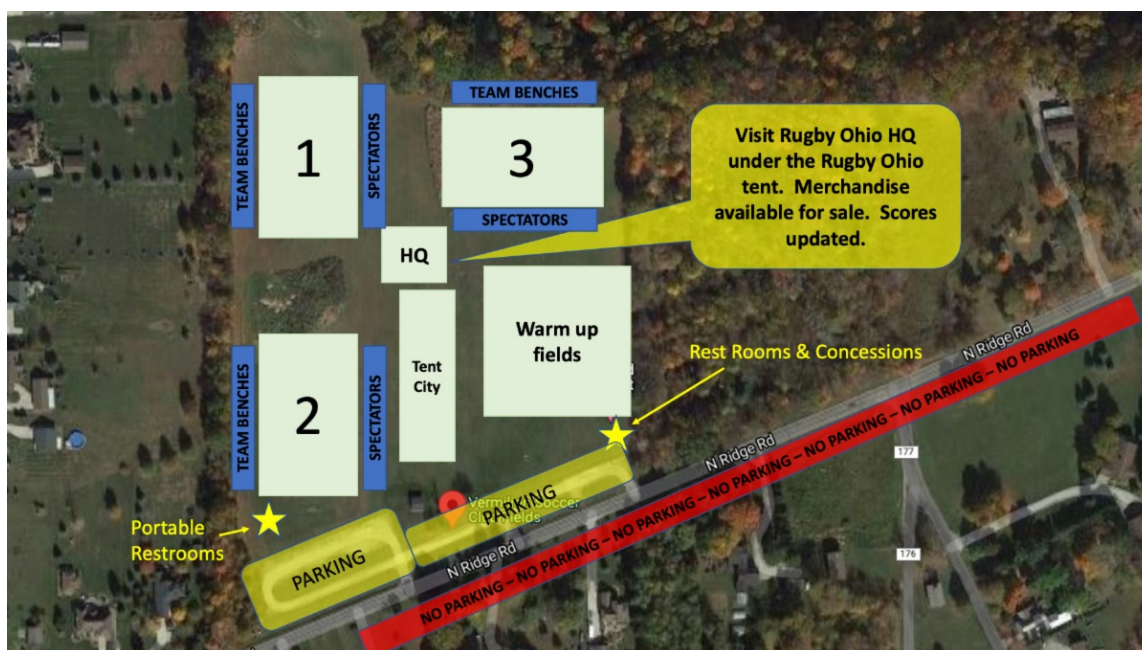 TEAM BENCHES
1
SPECTATORS
TEAM BENCHES
3
SPECTATORS
Visit Rugby Ohio HQ
under the Rugby Ohio
tent. Merchandise
available for sale. Scores
updated.
HQ
Warm up
fields
Tent
City
TEAM BENCHES
2
SPECTATORS
Rest Rooms & Concessions
N Ridge Rd
N Ridge Rd
N Ridge Rd
NO PARKING – NO PARKING – NO PARKING – NO PARKING – NO PARKING – NO PARKING
177
176
Portable
Restrooms
PARKING
PARKING
Soccer